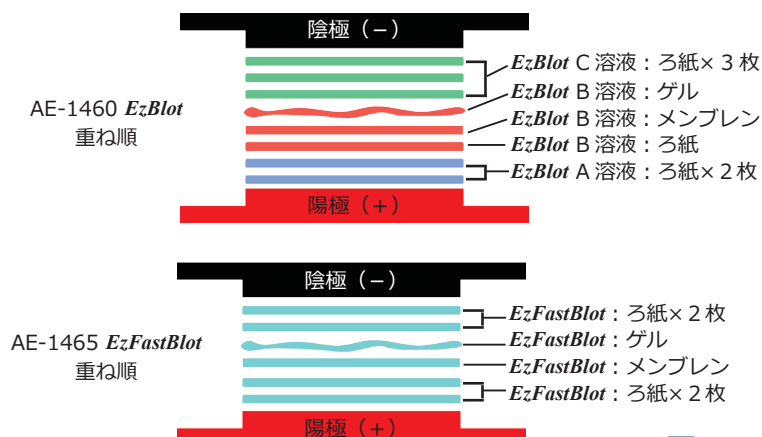 陰極（－）
EzBlot C 溶液：ろ紙×３枚
EzBlot B 溶液：ゲル
AE-1460 EzBlot
重ね順
EzBlot B 溶液：メンブレン
EzBlot B 溶液：ろ紙
EzBlot A 溶液：ろ紙×２枚
陽極（＋）
陰極（－）
EzFastBlot：ろ紙×２枚
AE-1465 EzFastBlot
重ね順
EzFastBlot：ゲル
EzFastBlot：メンブレン
EzFastBlot：ろ紙×２枚
陽極（＋）